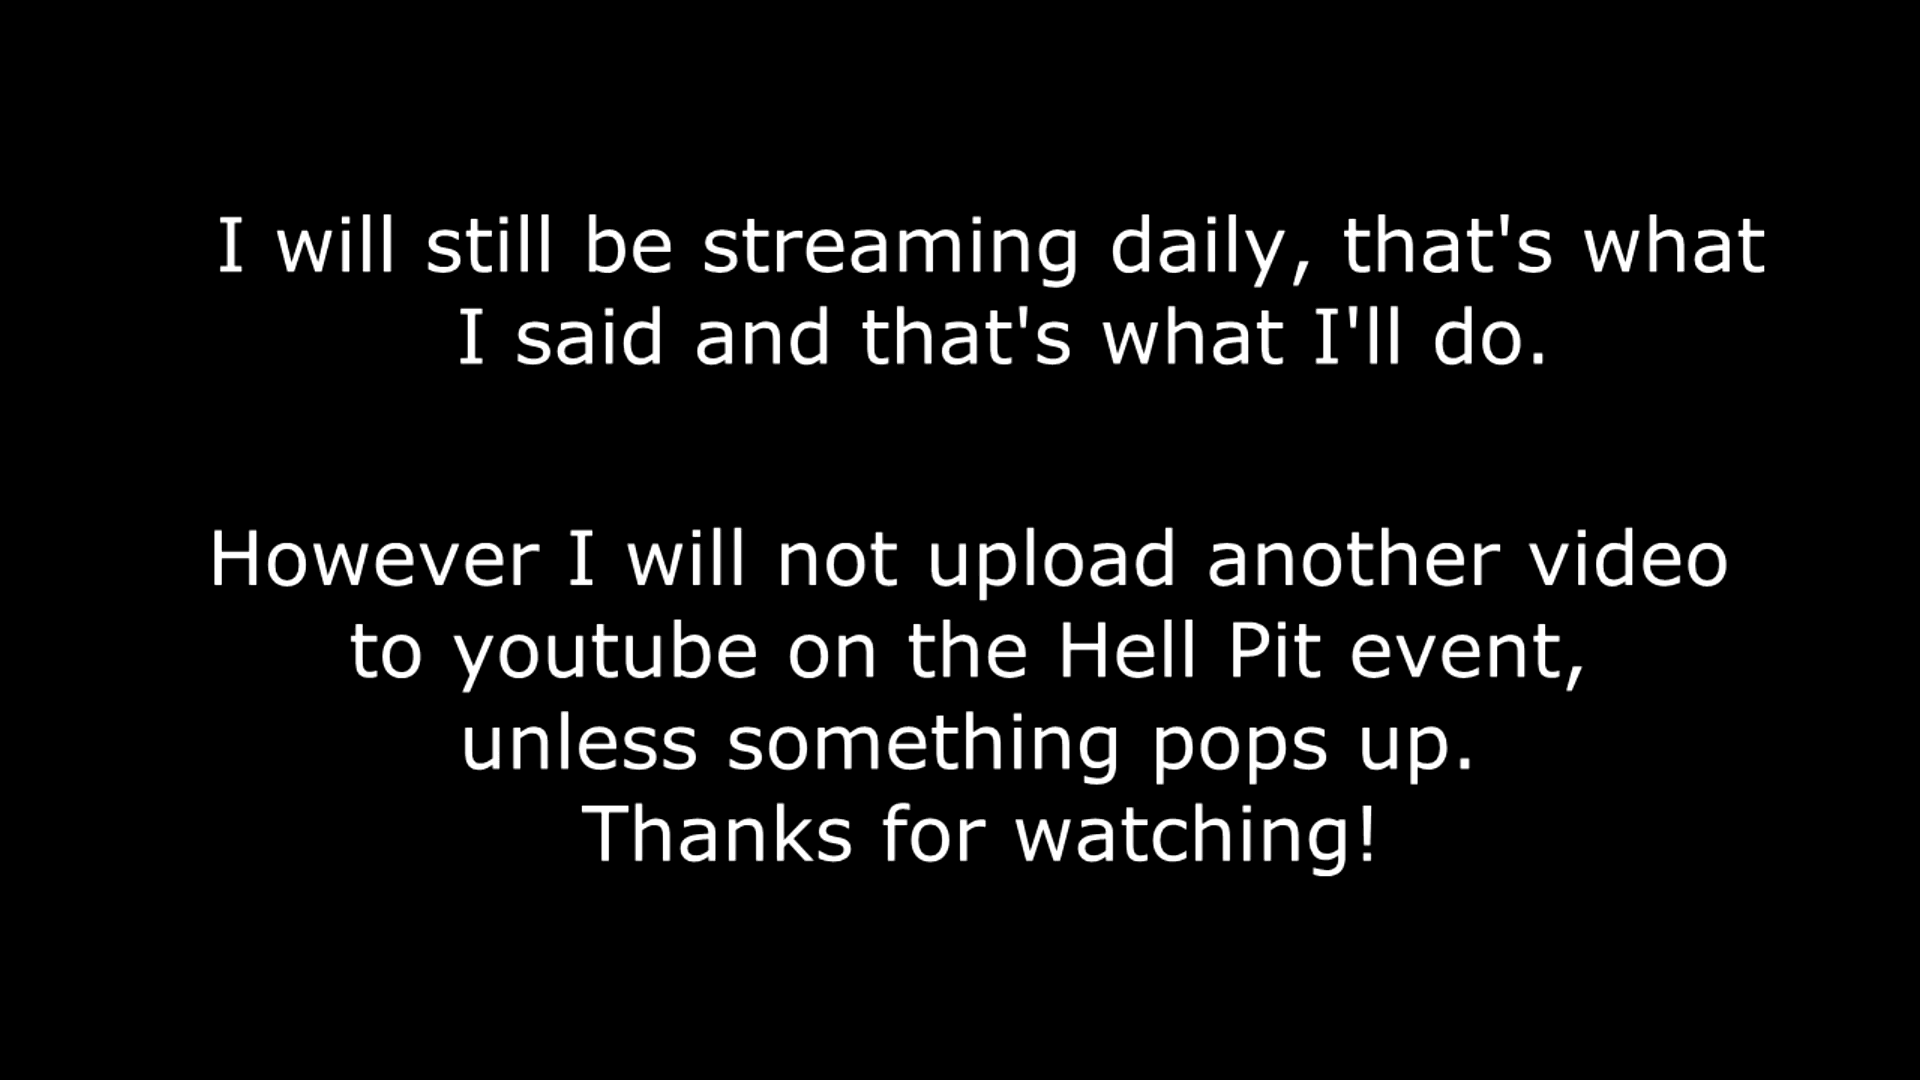 I will still be streaming daily, that's what
I said and that's what I'll do.
However I will not upload another video
to youtube on the Hell Pit event,
unless something pops up.
Thanks for watching!